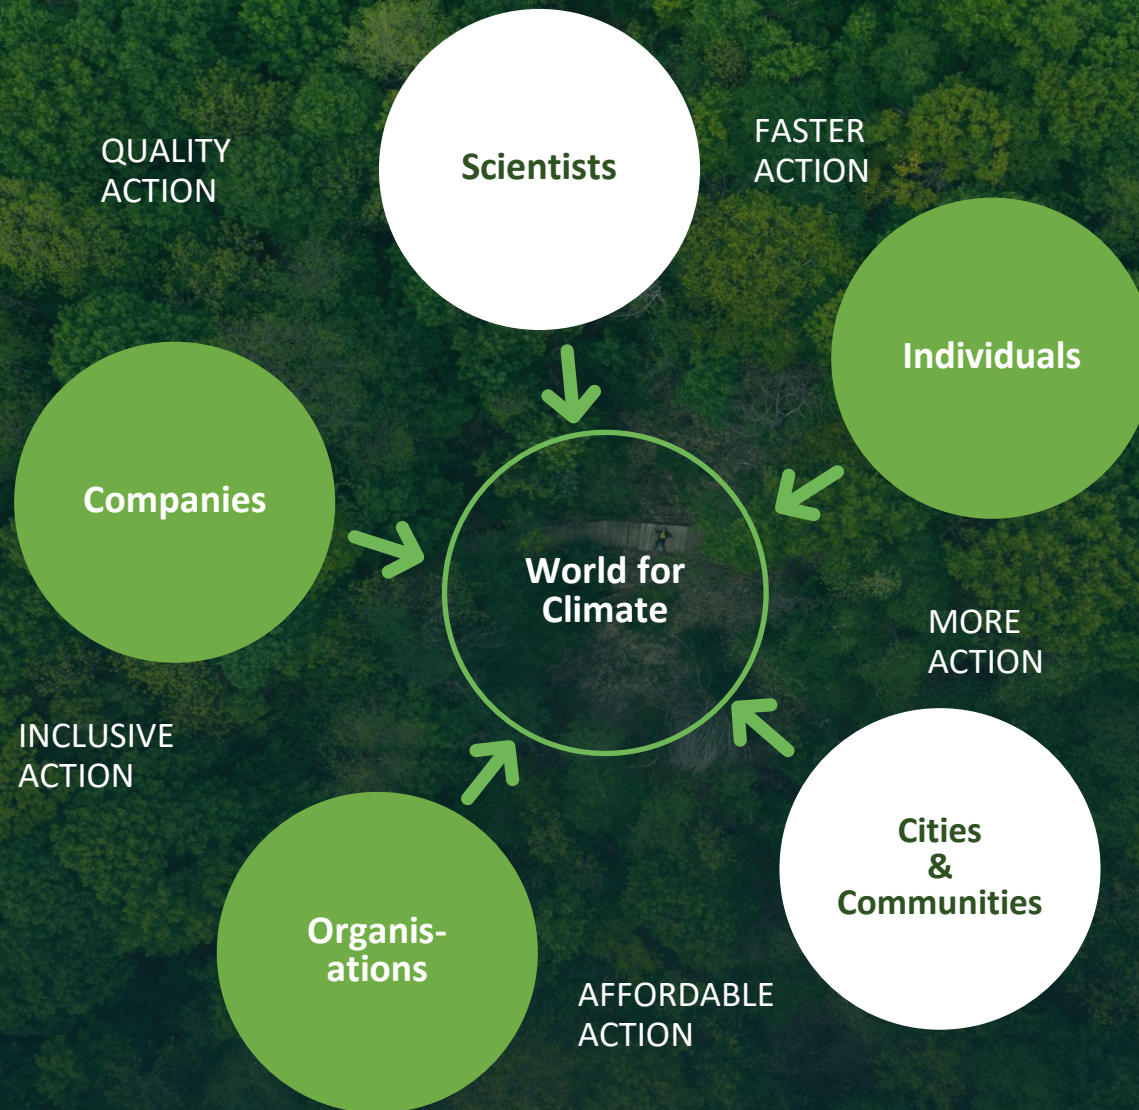 Scientists
QUALITY
ACTION
FASTER
ACTION
Individuals
Companies
World for
Climate
MORE
ACTION
INCLUSIVE
ACTION
Cities
&
Communities
Organis-
ations
AFFORDABLE
ACTION